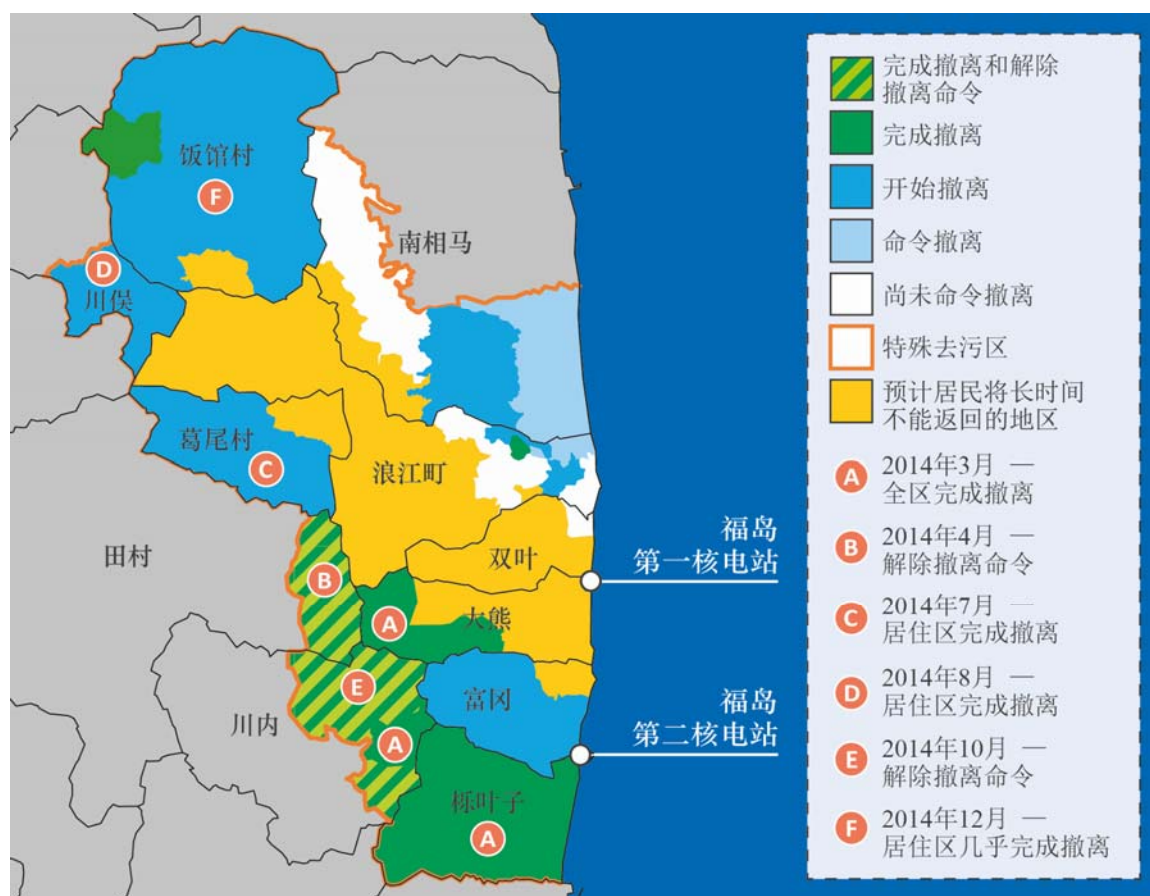 饭馆村
F
南相马
D
川俣
葛尾村
C
浪江町
田村
双叶
B
A
大熊
E
富冈
川内
A
栎叶子
A
福岛
第一核电站
福岛
第二核电站
完成撤离和解除
撤离命令
完成撤离
开始撤离
命令撤离
尚未命令撤离
特殊去污区
预计居民将长时间
不能返回的地区
A
2014年3月 —
全区完成撤离
B
2014年4月 —
解除撤离命令
C
2014年7月 —
居住区完成撤离
D
2014年8月 —
居住区完成撤离
E
2014年10月 —
解除撤离命令
F
2014年12月 —
居住区几乎完成撤离